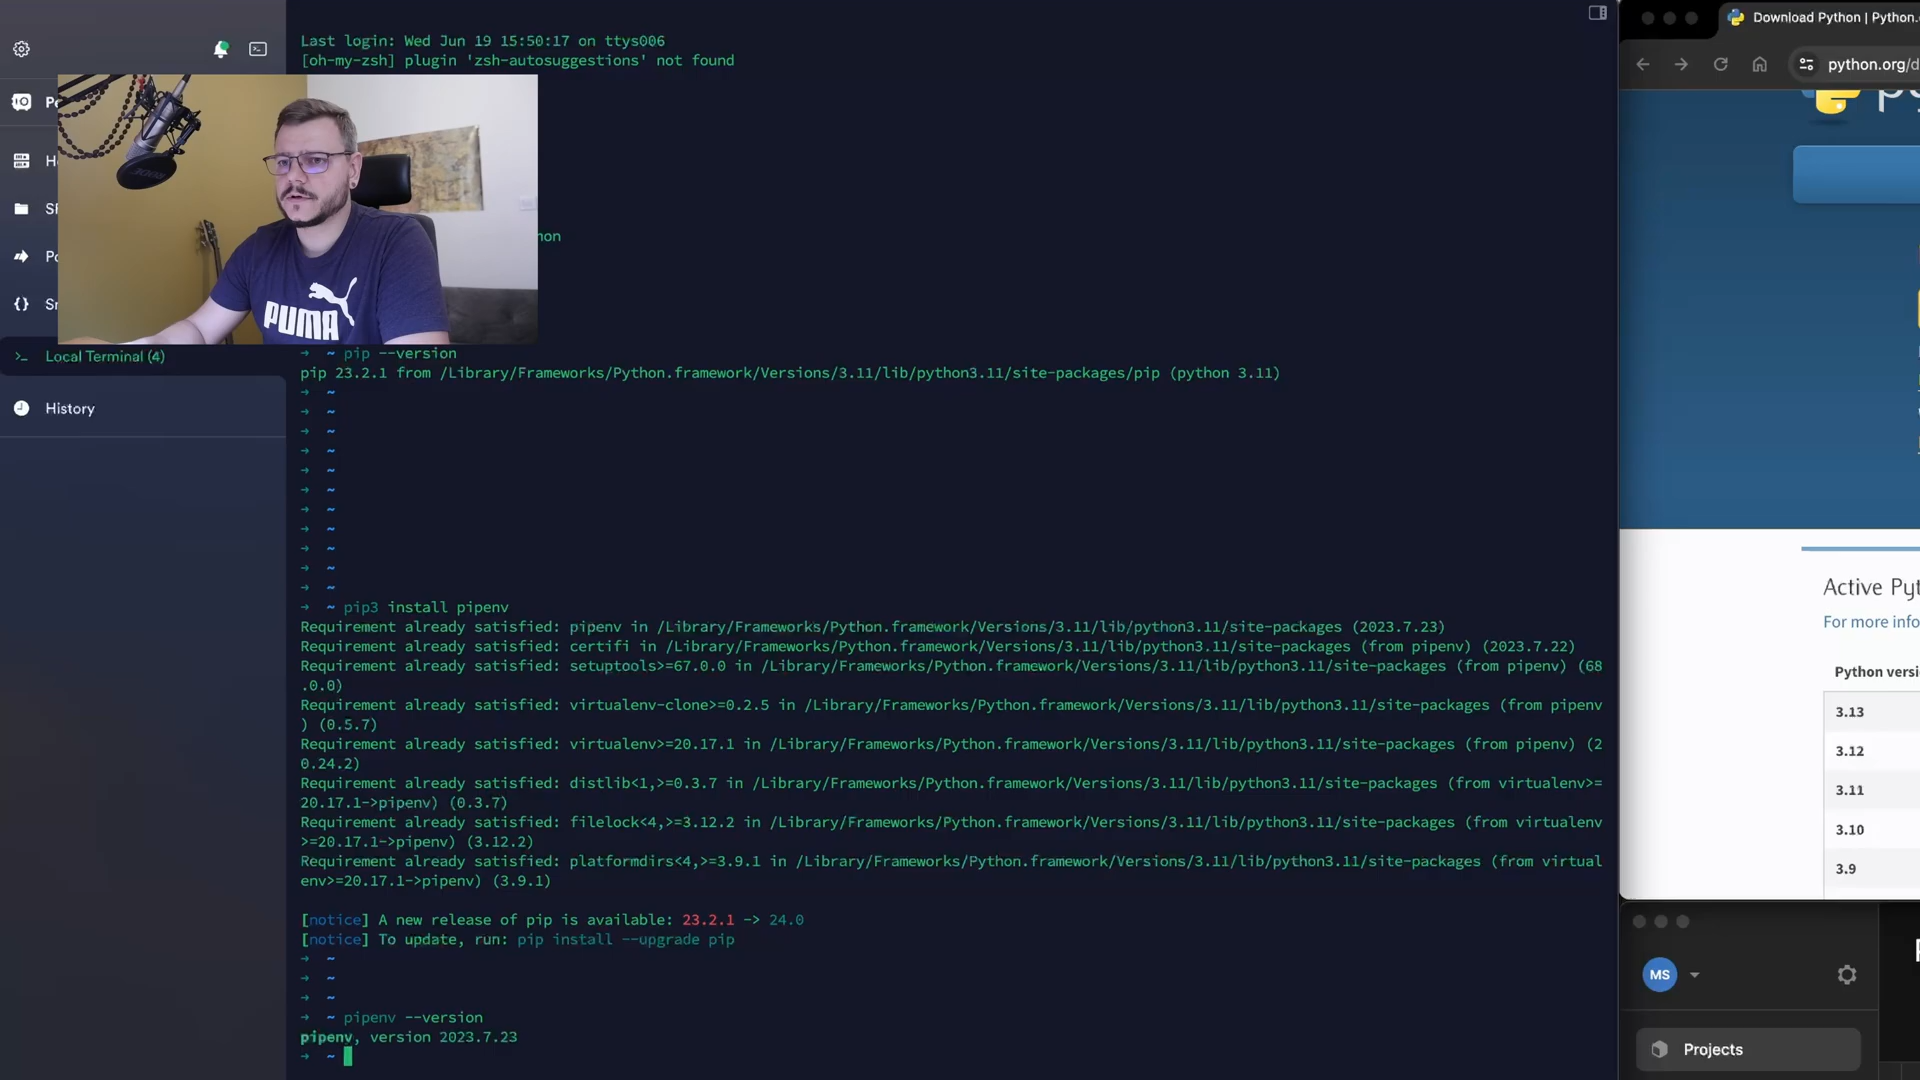 Last login: Wed Jun 19 15:50:17 on ttys006
[oh-my-zsh] plugin 'zsh-autosuggestions' not found
RODE
PUMA
Local Terminal (4)
History
➜ ~ pip --version
pip 23.2.1 from /Library/Frameworks/Python.framework/Versions/3.11/lib/python3.11/site-packages/pip (python 3.11)
➜ ~
➜ ~
➜ ~
➜ ~
➜ ~
➜ ~
➜ ~
➜ ~
➜ ~
➜ ~
➜ ~
➜ ~ pip3 install pipenv
Requirement already satisfied: pipenv in /Library/Frameworks/Python.framework/Versions/3.11/lib/python3.11/site-packages (2023.7.23)
Requirement already satisfied: certifi in /Library/Frameworks/Python.framework/Versions/3.11/lib/python3.11/site-packages (from pipenv) (2023.7.22)
Requirement already satisfied: setuptools>=67.0.0 in /Library/Frameworks/Python.framework/Versions/3.11/lib/python3.11/site-packages (from pipenv) (68
.0.0)
Requirement already satisfied: virtualenv-clone>=0.2.5 in /Library/Frameworks/Python.framework/Versions/3.11/lib/python3.11/site-packages (from pipenv
) (0.5.7)
Requirement already satisfied: virtualenv>=20.17.1 in /Library/Frameworks/Python.framework/Versions/3.11/lib/python3.11/site-packages (from pipenv) (2
0.24.2)
Requirement already satisfied: distlib<1,>=0.3.7 in /Library/Frameworks/Python.framework/Versions/3.11/lib/python3.11/site-packages (from virtualenv>=
20.17.1->pipenv) (0.3.7)
Requirement already satisfied: filelock<4,>=3.12.2 in /Library/Frameworks/Python.framework/Versions/3.11/lib/python3.11/site-packages (from virtualenv
>=20.17.1->pipenv) (3.12.2)
Requirement already satisfied: platformdirs<4,>=3.9.1 in /Library/Frameworks/Python.framework/Versions/3.11/lib/python3.11/site-packages (from virtual
env>=20.17.1->pipenv) (3.9.1)
[notice] A new release of pip is available: 23.2.1 -> 24.0
[notice] To update, run: pip install --upgrade pip
➜ ~
➜ ~
➜ ~
➜ ~ pipenv --version
pipenv, version 2023.7.23
➜ ~
Download Python | Python.
python.org/d
Active Pyt
For more info
Python versi
3.13
3.12
3.11
3.10
3.9
MS
Projects